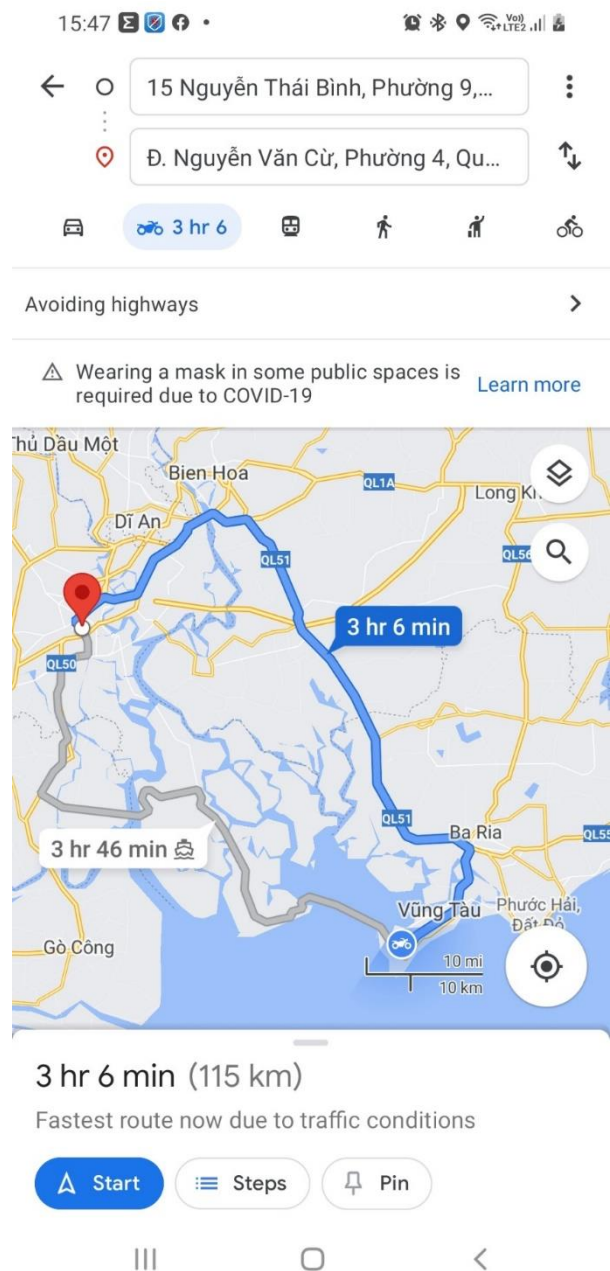 15:47
Vo))
LTE2
15 Nguyễn Thái Bình, Phường 9,...
Đ. Nguyễn Văn Cừ, Phường 4, Qu...
3 hr 6
Avoiding highways
Wearing a mask in some public spaces is
required due to COVID-19
Learn more
Thủ Dầu Một
Bien Hoa
QL1A
Long Kh
Dĩ An
QL51
QL56
3 hr 6 min
QL50
QL51
Ba Ria
QL55
3 hr 46 min
Vũng Tàu
Phước Hải,
Đất Đỏ
Gò Công
10 mi
10 km
3 hr 6 min (115 km)
Fastest route now due to traffic conditions
Start
Steps
Pin